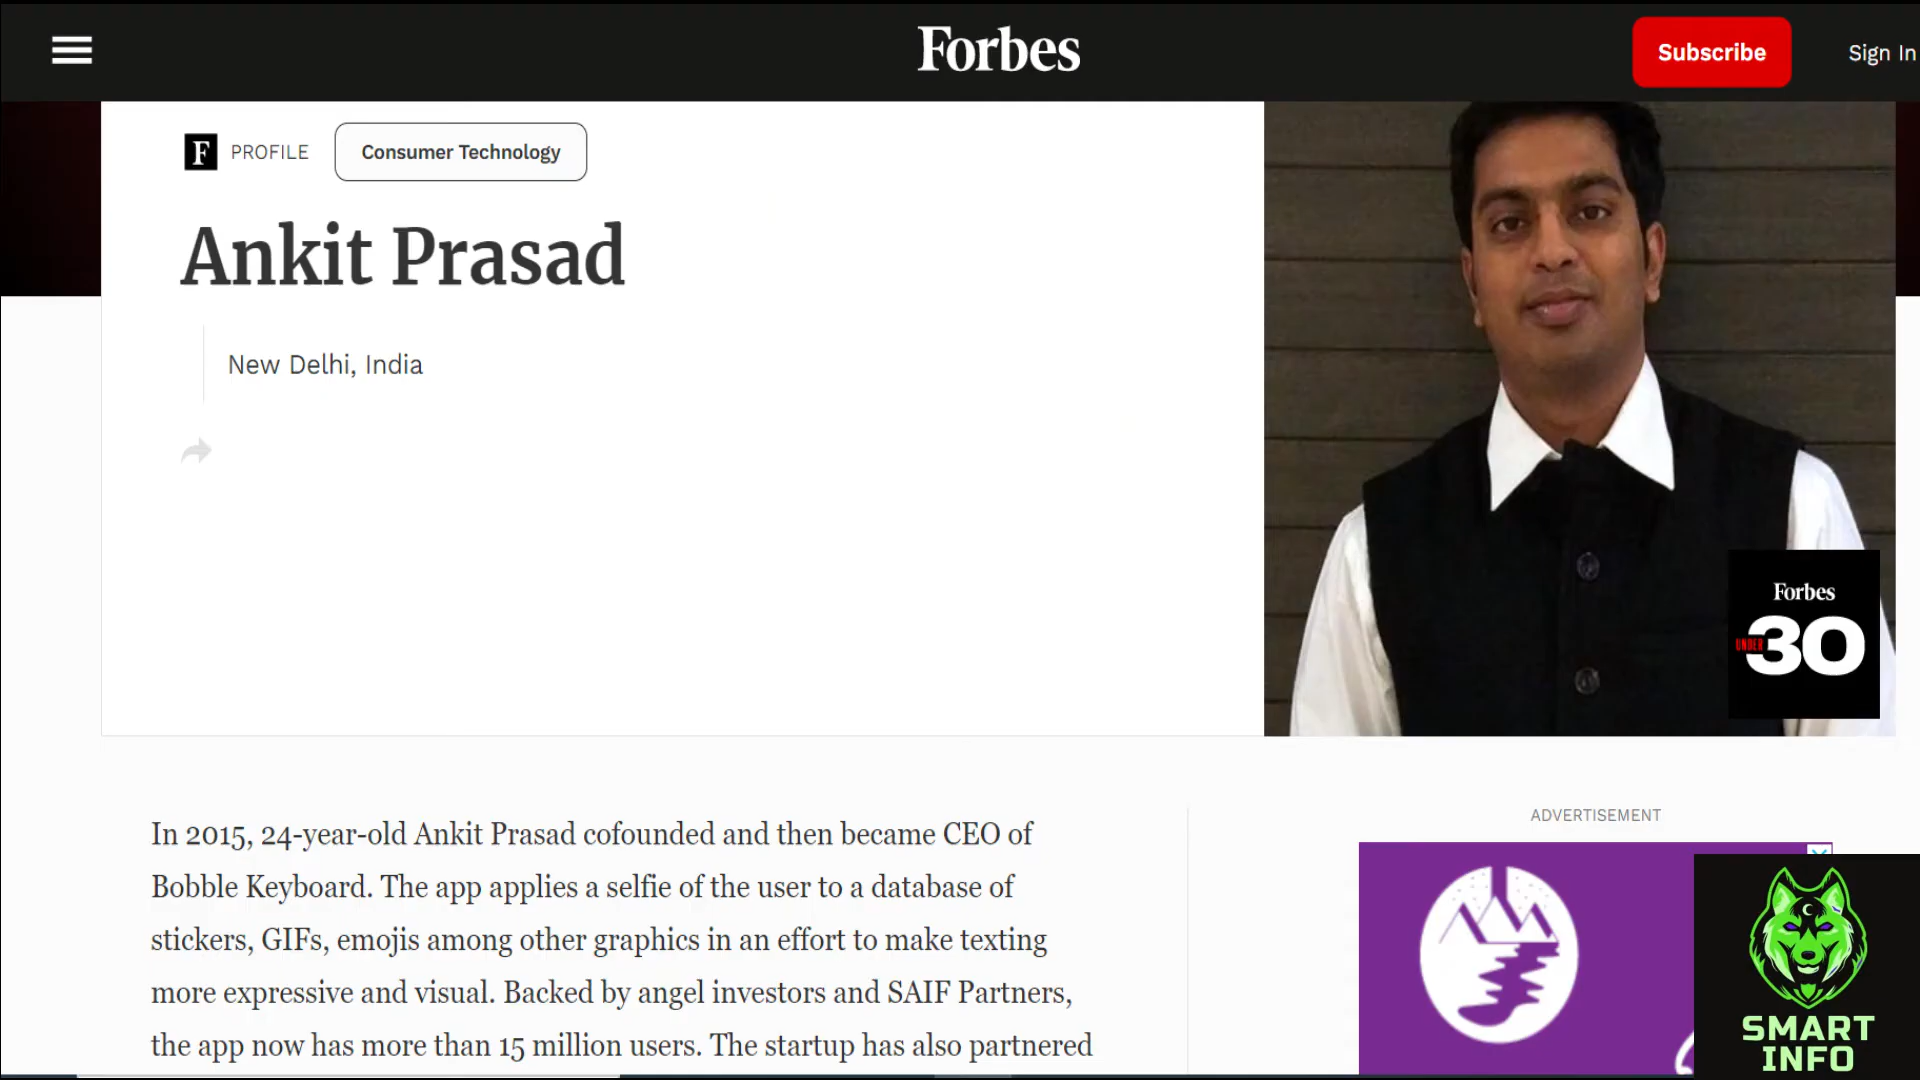 Forbes
Subscribe
Sign In
F PROFILE
Consumer Technology
Ankit Prasad
New Delhi, India
Forbes
UNDER
30
In 2015, 24-year-old Ankit Prasad cofounded and then became CEO of
Bobble Keyboard. The app applies a selfie of the user to a database of
stickers, GIFs, emojis among other graphics in an effort to make texting
more expressive and visual. Backed by angel investors and SAIF Partners,
the app now has more than 15 million users. The startup has also partnered
ADVERTISEMENT
SMART
INFO